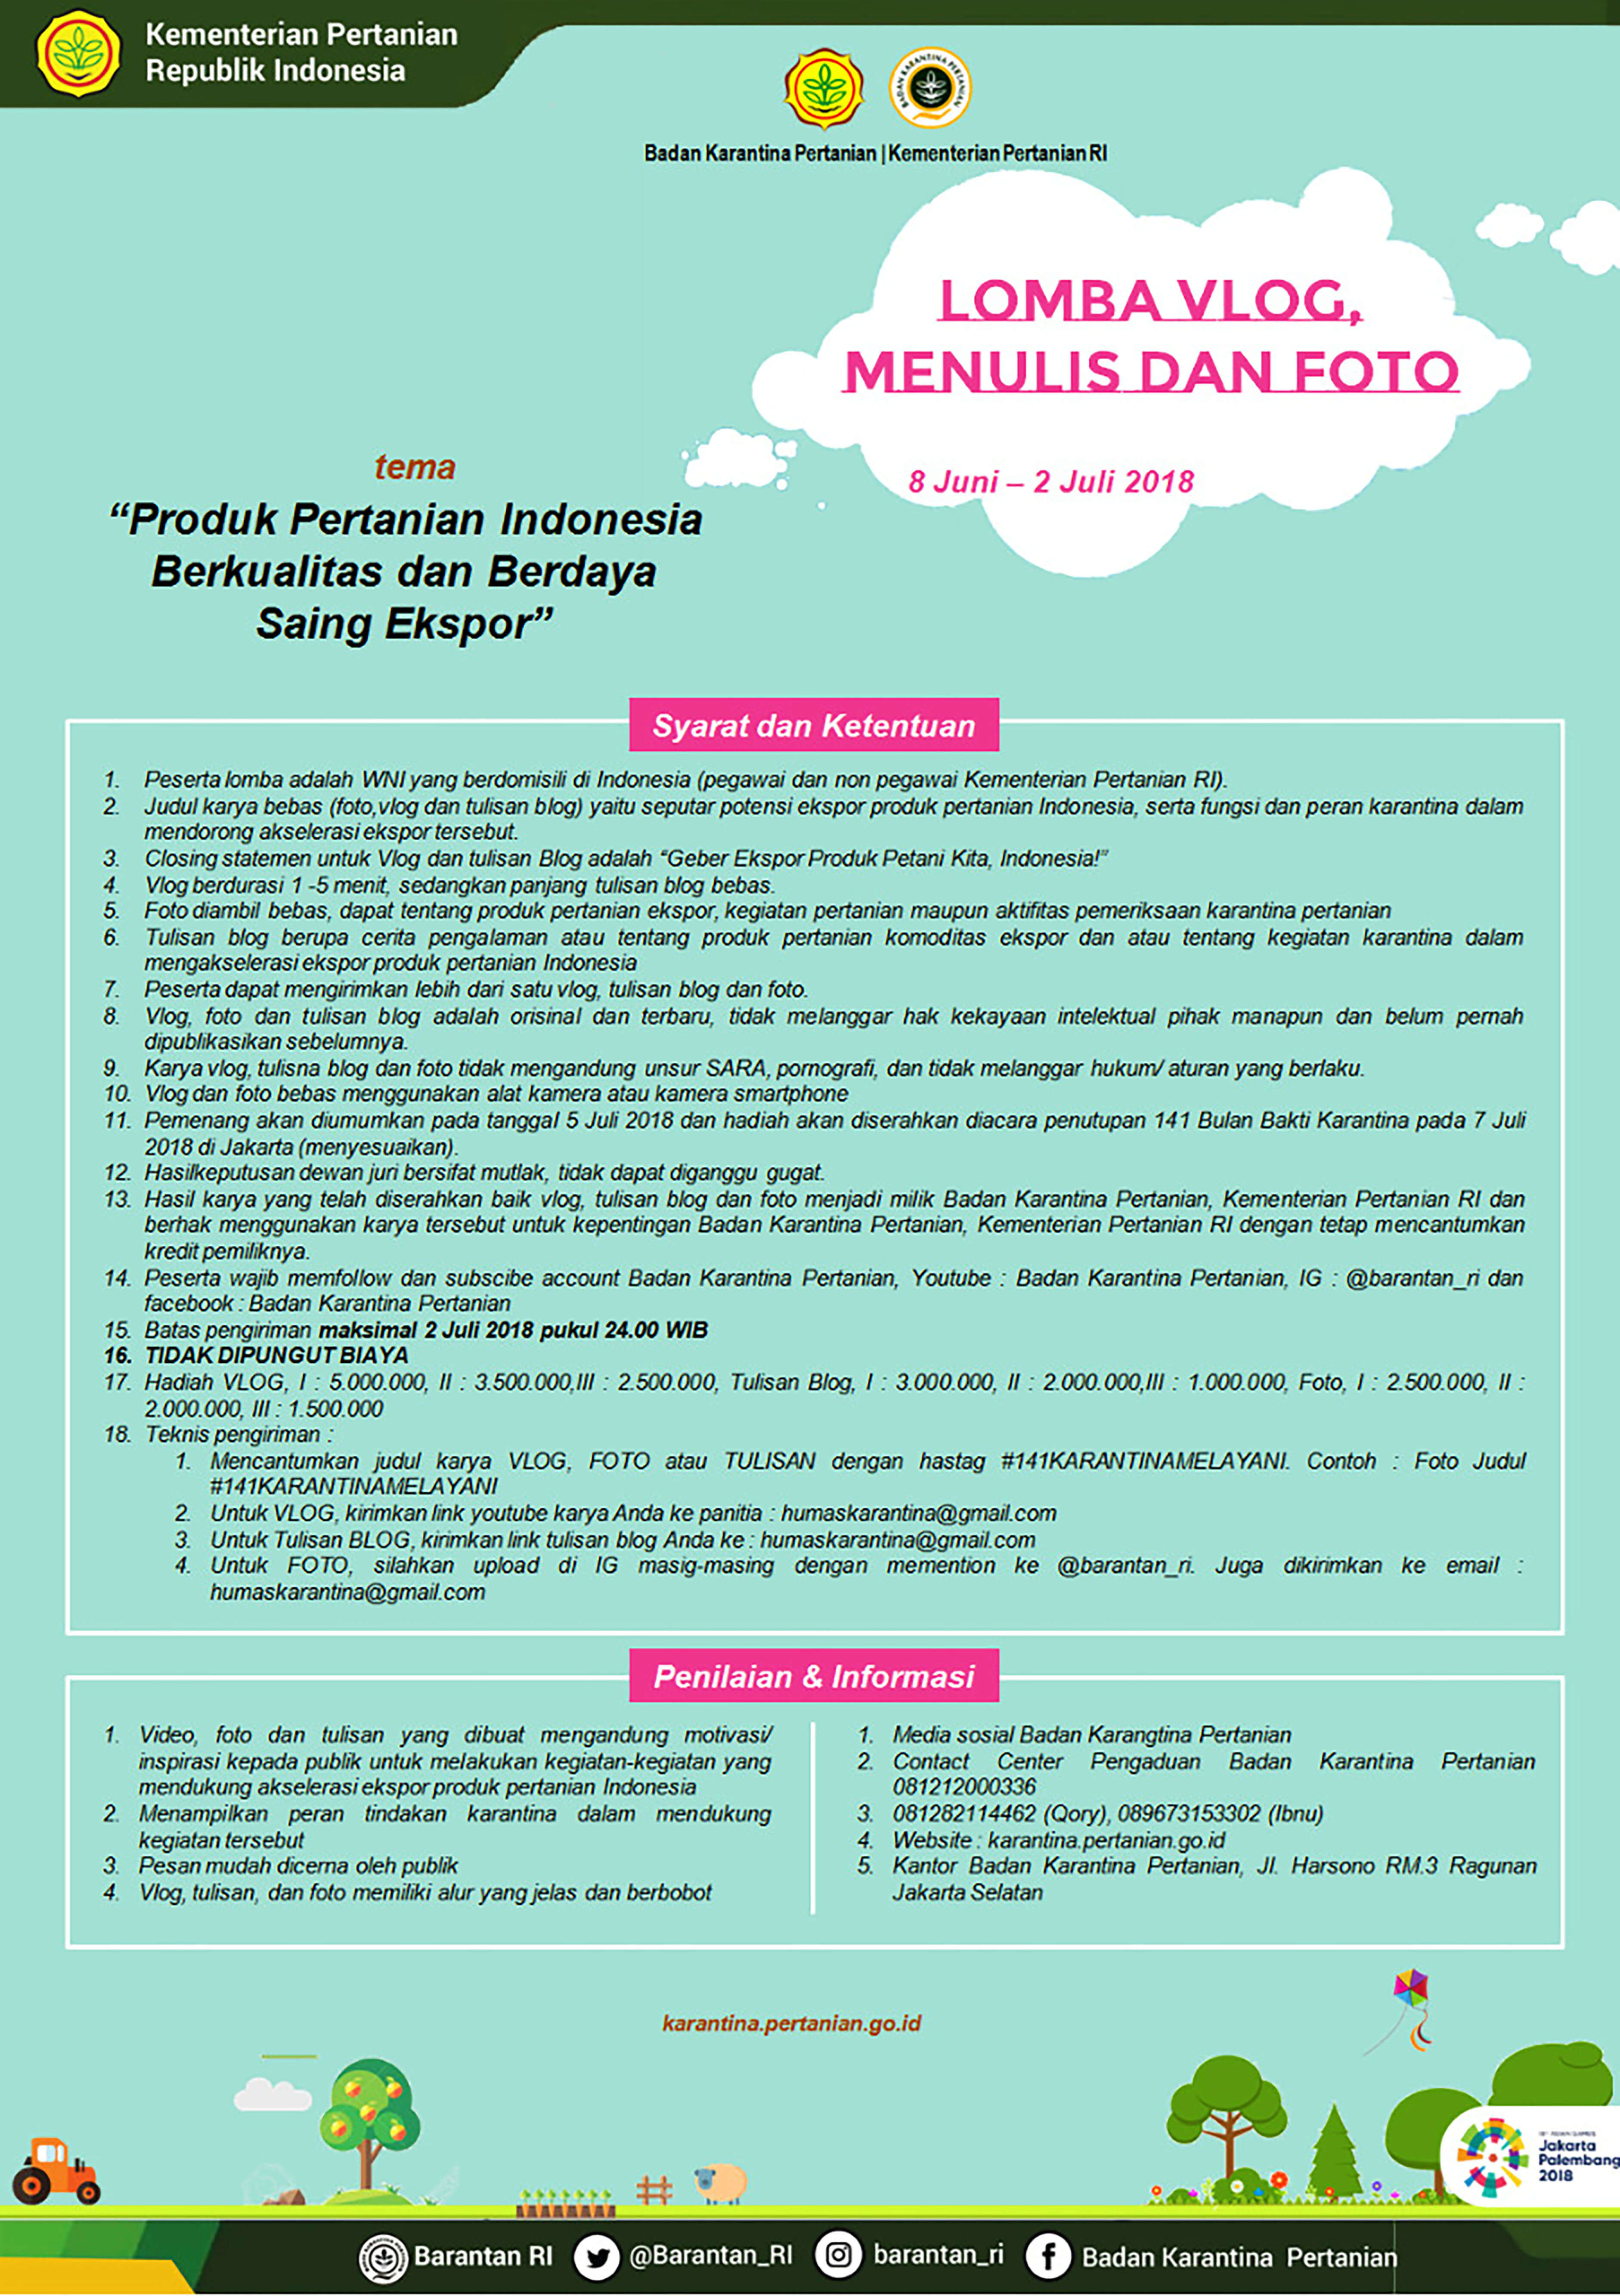 Kementerian Pertanian
Republik Indonesia
BADAN KARANTINA PERTANIAN
Badan Karantina Pertanian | Kementerian Pertanian RI
LOMBA VLOG,
MENULIS DAN FOTO
8 Juni – 2 Juli 2018
tema
“Produk Pertanian Indonesia
Berkualitas dan Berdaya
Saing Ekspor”
Syarat dan Ketentuan
1. Peserta lomba adalah WNI yang berdomisili di Indonesia (pegawai dan non pegawai Kementerian Pertanian RI).
2. Judul karya bebas (foto,vlog dan tulisan blog) yaitu seputar potensi ekspor produk pertanian Indonesia, serta fungsi dan peran karantina dalam
mendorong akselerasi ekspor tersebut.
3. Closing statemen untuk Vlog dan tulisan Blog adalah “Geber Ekspor Produk Petani Kita, Indonesia!”
4. Vlog berdurasi 1 -5 menit, sedangkan panjang tulisan blog bebas.
5. Foto diambil bebas, dapat tentang produk pertanian ekspor, kegiatan pertanian maupun aktifitas pemeriksaan karantina pertanian
6. Tulisan blog berupa cerita pengalaman atau tentang produk pertanian komoditas ekspor dan atau tentang kegiatan karantina dalam
mengakselerasi ekspor produk pertanian Indonesia
7. Peserta dapat mengirimkan lebih dari satu vlog, tulisan blog dan foto.
8. Vlog, foto dan tulisan blog adalah orisinal dan terbaru, tidak melanggar hak kekayaan intelektual pihak manapun dan belum pernah
dipublikasikan sebelumnya.
9. Karya vlog, tulisna blog dan foto tidak mengandung unsur SARA, pornografi, dan tidak melanggar hukum/ aturan yang berlaku.
10. Vlog dan foto bebas menggunakan alat kamera atau kamera smartphone
11. Pemenang akan diumumkan pada tanggal 5 Juli 2018 dan hadiah akan diserahkan diacara penutupan 141 Bulan Bakti Karantina pada 7 Juli
2018 di Jakarta (menyesuaikan).
12. Hasilkeputusan dewan juri bersifat mutlak, tidak dapat diganggu gugat.
13. Hasil karya yang telah diserahkan baik vlog, tulisan blog dan foto menjadi milik Badan Karantina Pertanian, Kementerian Pertanian RI dan
berhak menggunakan karya tersebut untuk kepentingan Badan Karantina Pertanian, Kementerian Pertanian RI dengan tetap mencantumkan
kredit pemiliknya.
14. Peserta wajib memfollow dan subscibe account Badan Karantina Pertanian, Youtube : Badan Karantina Pertanian, IG : @barantan_ri dan
facebook : Badan Karantina Pertanian
15. Batas pengiriman maksimal 2 Juli 2018 pukul 24.00 WIB
16. TIDAK DIPUNGUT BIAYA
17. Hadiah VLOG, I : 5.000.000, II : 3.500.000,III : 2.500.000, Tulisan Blog, I : 3.000.000, II : 2.000.000,III : 1.000.000, Foto, I : 2.500.000, II :
2.000.000, III : 1.500.000
18. Teknis pengiriman :
1. Mencantumkan judul karya VLOG, FOTO atau TULISAN dengan hastag #141KARANTINAMELAYANI. Contoh : Foto Judul
#141KARANTINAMELAYANI
2. Untuk VLOG, kirimkan link youtube karya Anda ke panitia : humaskarantina@gmail.com
3. Untuk Tulisan BLOG, kirimkan link tulisan blog Anda ke : humaskarantina@gmail.com
4. Untuk FOTO, silahkan upload di IG masig-masing dengan memention ke @barantan_ri. Juga dikirimkan ke email :
humaskarantina@gmail.com
Penilaian & Informasi
1. Video, foto dan tulisan yang dibuat mengandung motivasi/
inspirasi kepada publik untuk melakukan kegiatan-kegiatan yang
mendukung akselerasi ekspor produk pertanian Indonesia
2. Menampilkan peran tindakan karantina dalam mendukung
kegiatan tersebut
3. Pesan mudah dicerna oleh publik
4. Vlog, tulisan, dan foto memiliki alur yang jelas dan berbobot
1. Media sosial Badan Karangtina Pertanian
2. Contact Center Pengaduan Badan Karantina Pertanian
081212000336
3. 081282114462 (Qory), 089673153302 (Ibnu)
4. Website : karantina.pertanian.go.id
5. Kantor Badan Karantina Pertanian, Jl. Harsono RM.3 Ragunan
Jakarta Selatan
karantina.pertanian.go.id
Jakarta
Palembang
2018
Barantan RI
@Barantan_RI
barantan_ri
Badan Karantina Pertanian